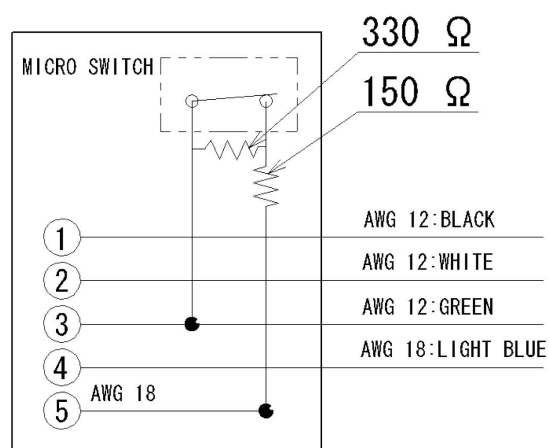 330 Ω
MICRO SWITCH
150 Ω
1
AWG 12:BLACK
2
AWG 12:WHITE
3
AWG 12:GREEN
4
AWG 18:LIGHT BLUE
5
AWG 18